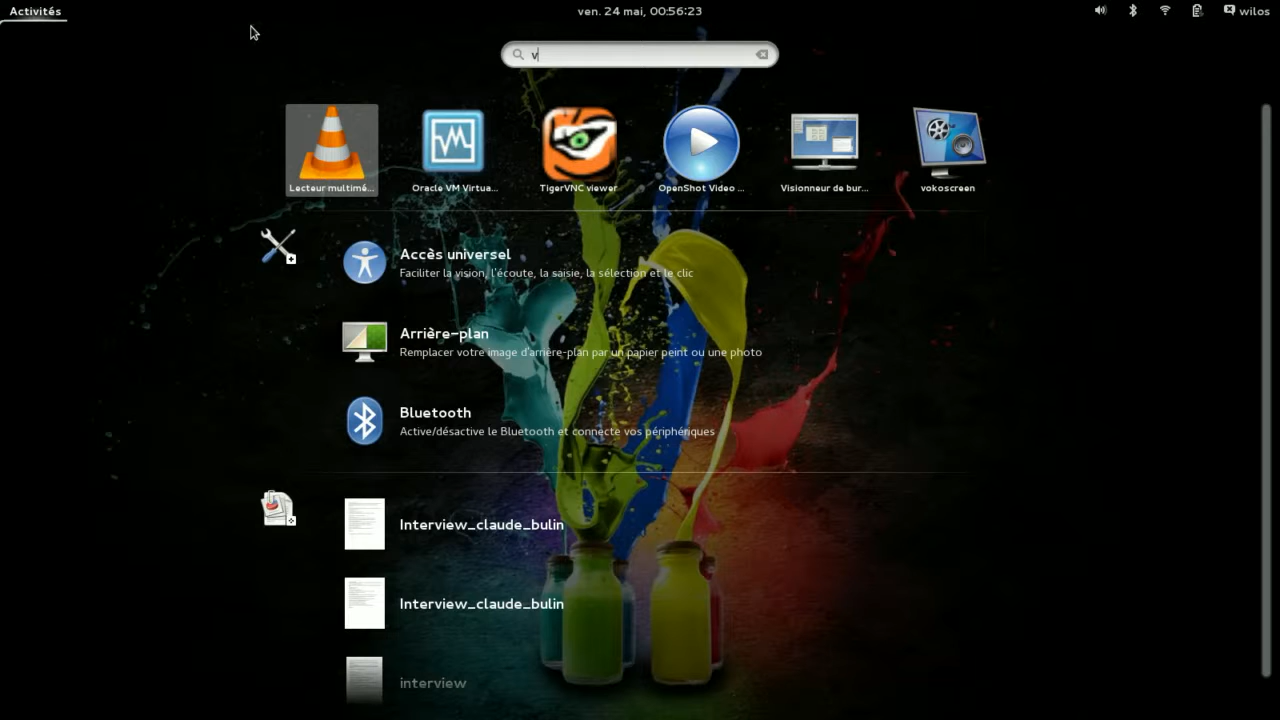 Activités
ven. 24 mai, 00:56:23
wilos
v
Lecteur multimé...
Oracle VM Virtua...
TigerVNC viewer
OpenShot Video ...
Visionneur de bur...
vokoscreen
Accès universel
Faciliter la vision, l'écoute, la saisie, la sélection et le clic
Arrière-plan
Remplacer votre image d'arrière-plan par un papier peint ou une photo
Bluetooth
Active/désactive le Bluetooth et connecte vos périphériques
Interview_claude_bulin
Interview_claude_bulin
interview